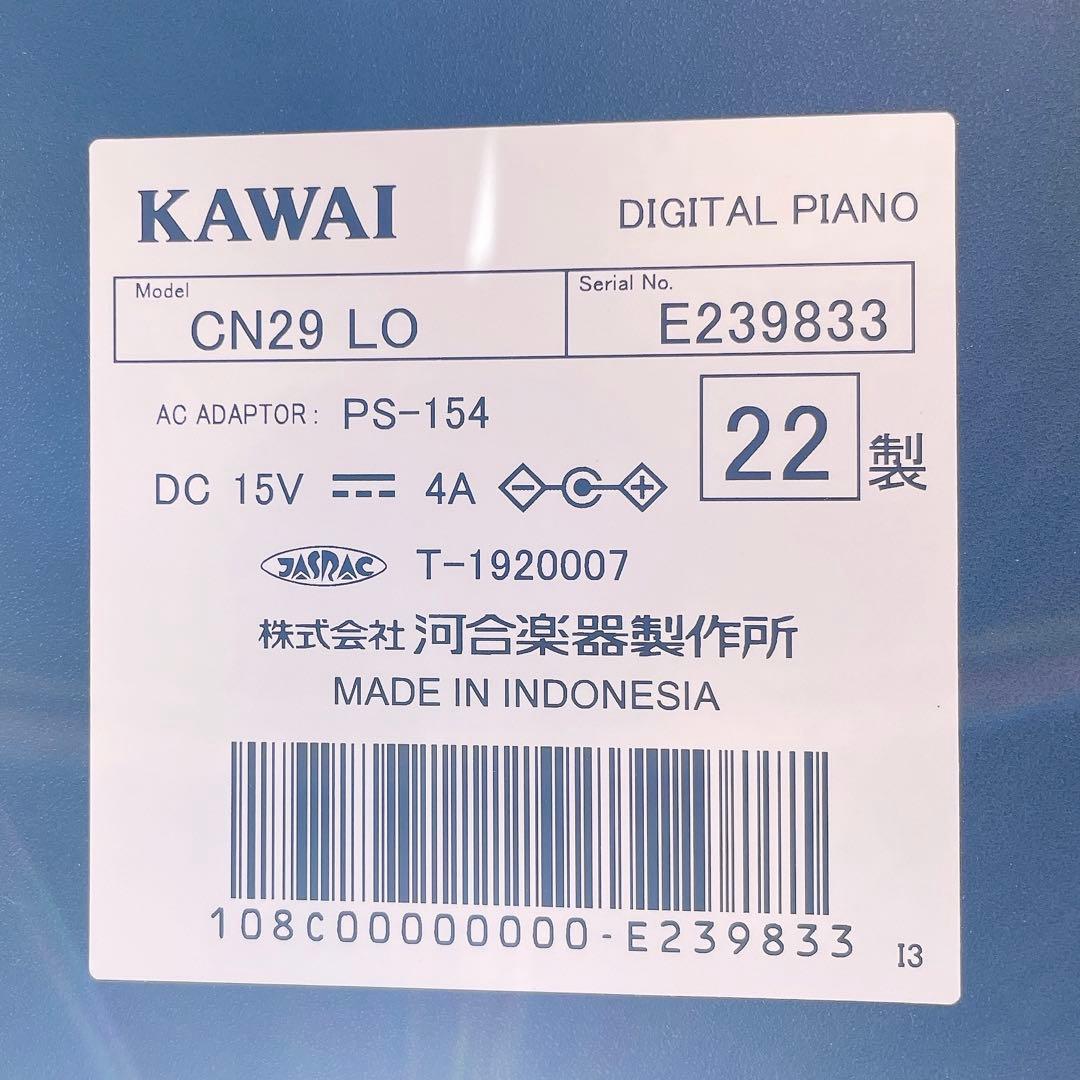 KAWAI DIGITAL PIANO
Model Serial No.
CN29 LO E239833
AC ADAPTOR: PS-154
22 製
DC 15V 4A
JASRAC T-1920007
株式会社 河合楽器製作所
MADE IN INDONESIA
108C00000000-E239833
I3